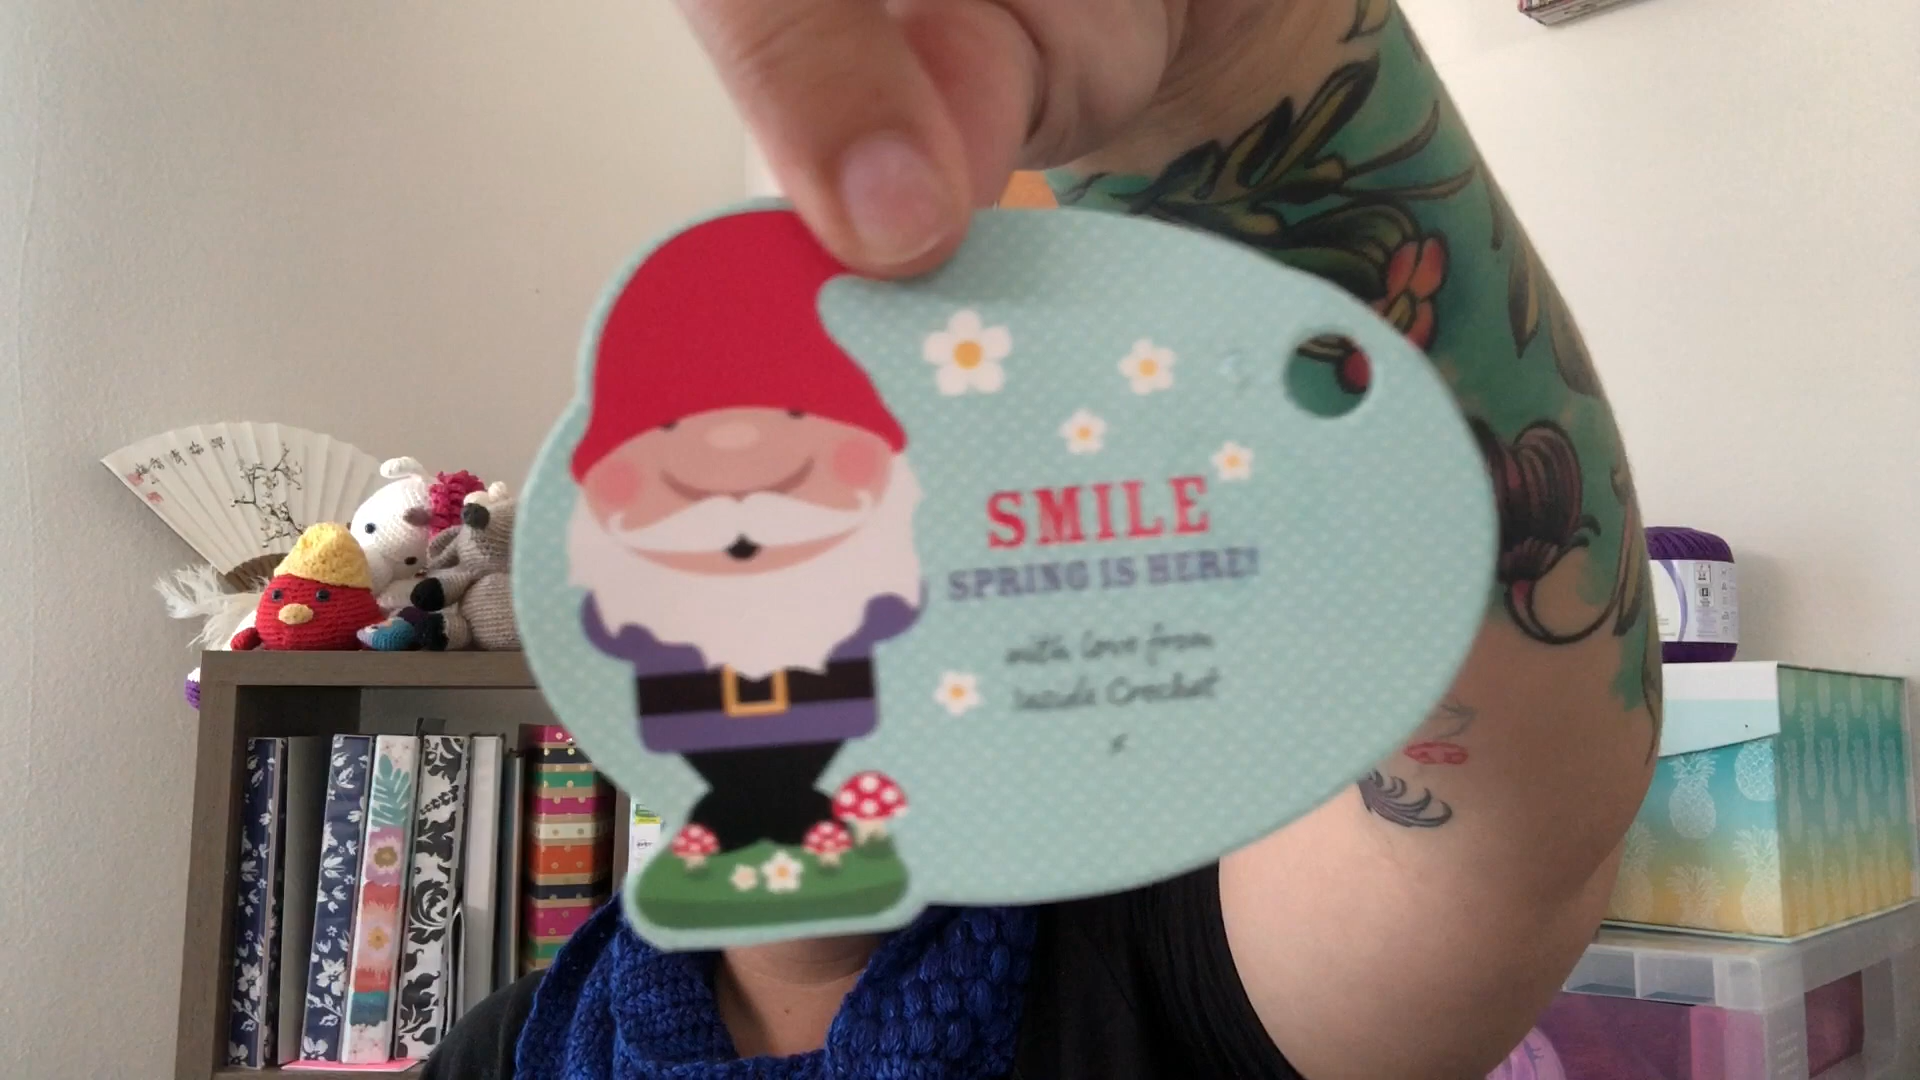 SMILE
SPRING IS HERE!
with love from
Inside Crochet
x